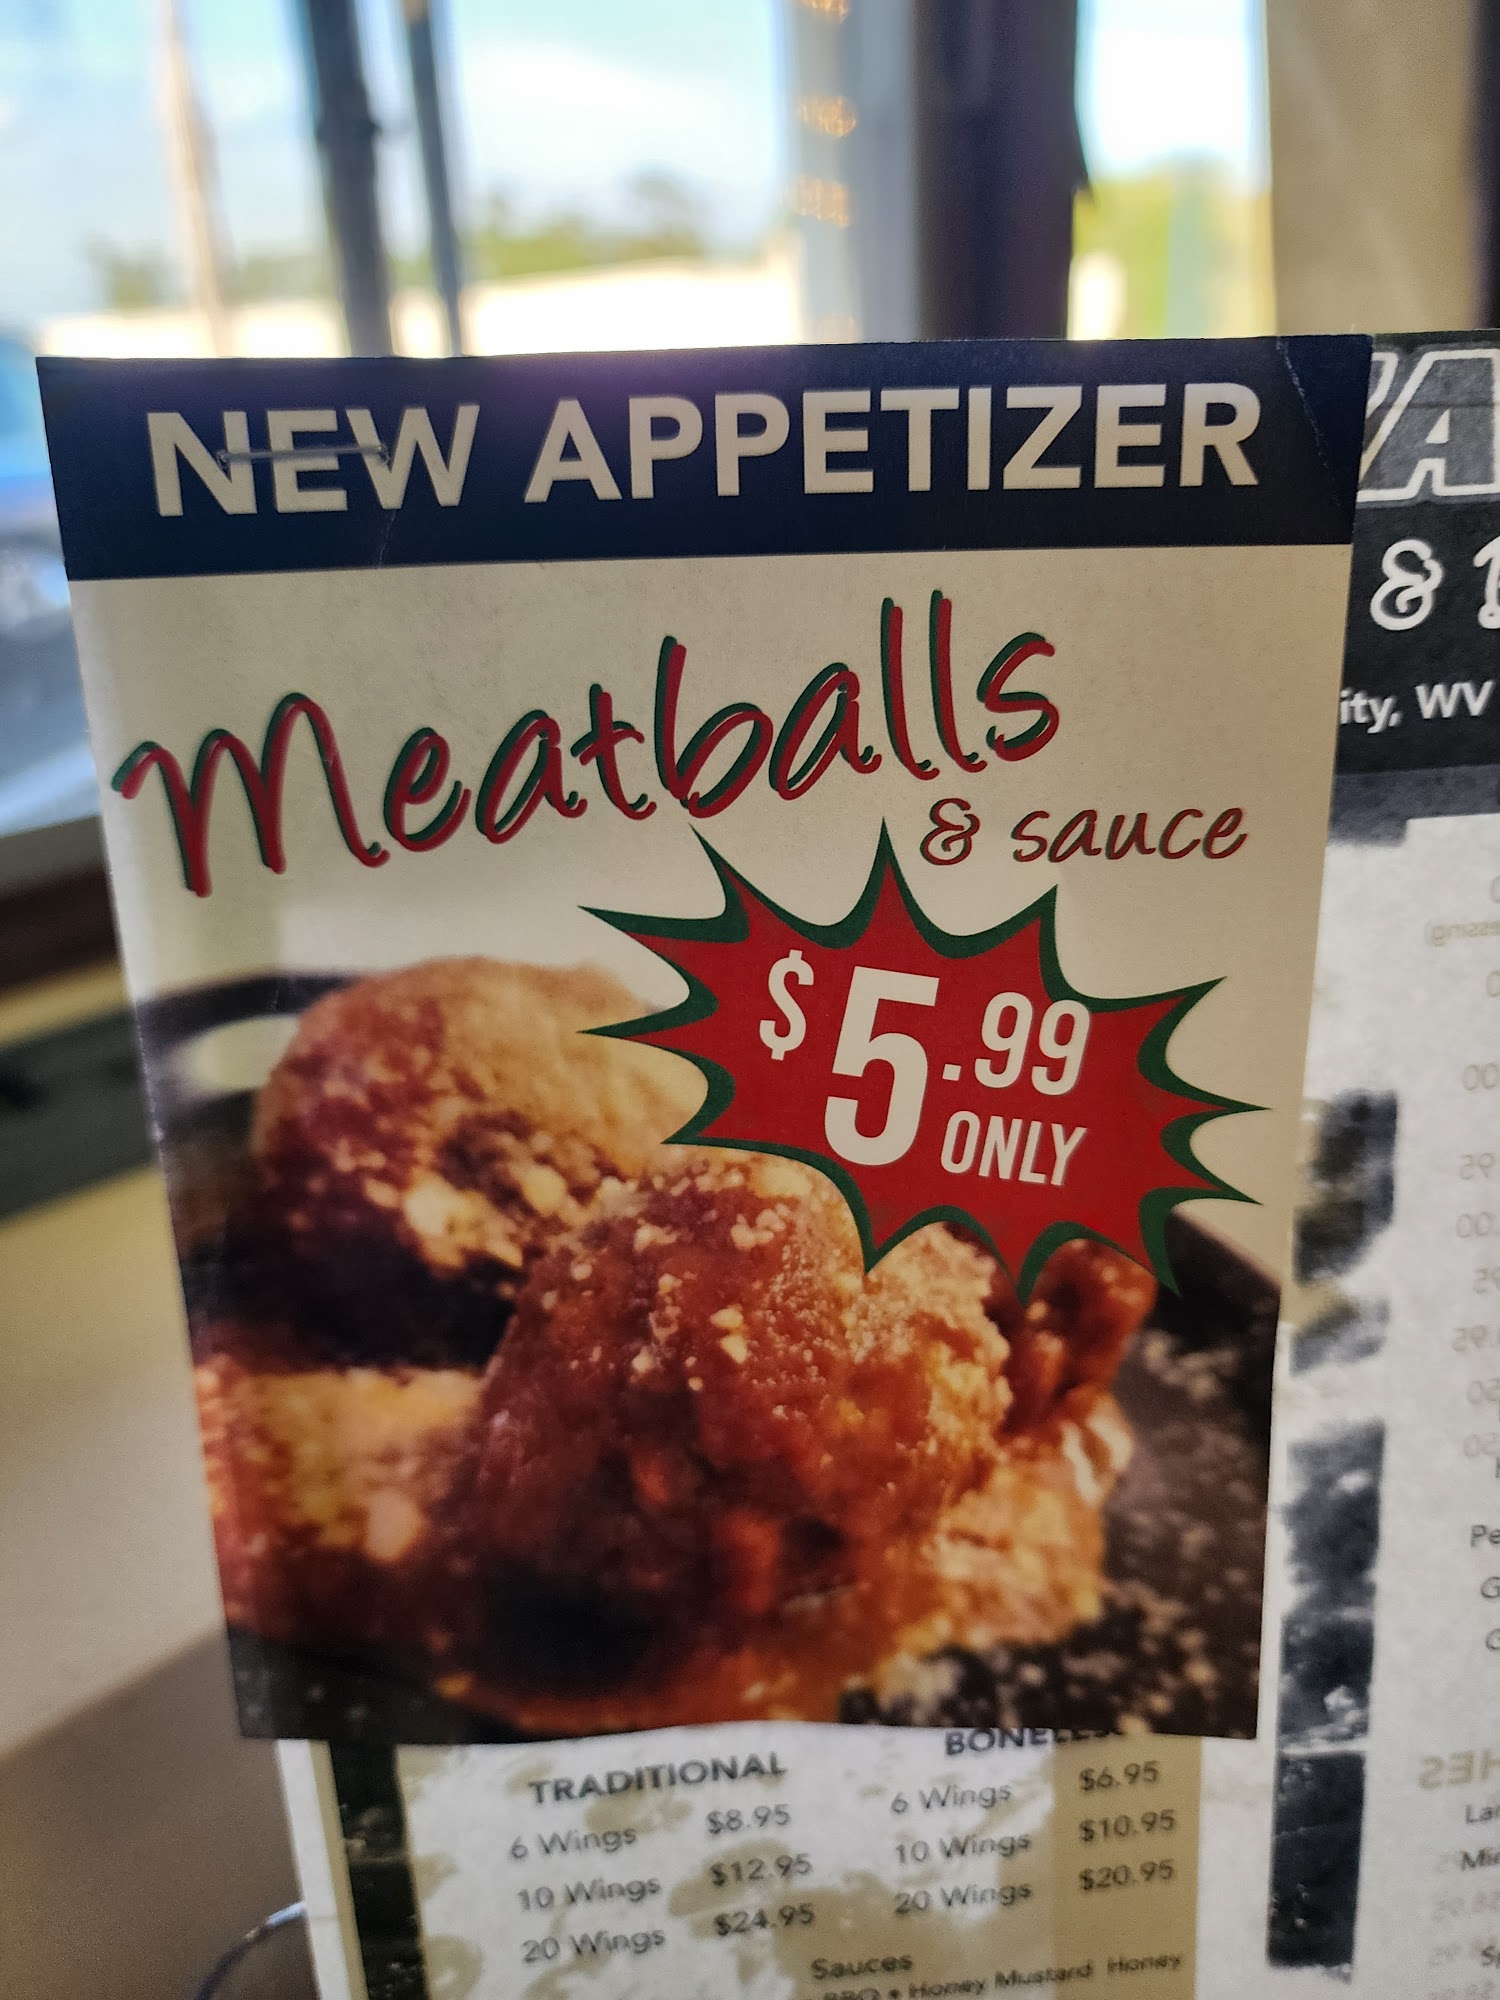 NEW APPETIZER
Meatballs
& sauce
$5.99
ONLY
&
ity, WV
TRADITIONAL
6 Wings $8.95
10 Wings $12.95
20 Wings $24.95
6 Wings $6.95
10 Wings $10.95
20 Wings $20.95
Sauces
BBQ • Honey Mustard Honey